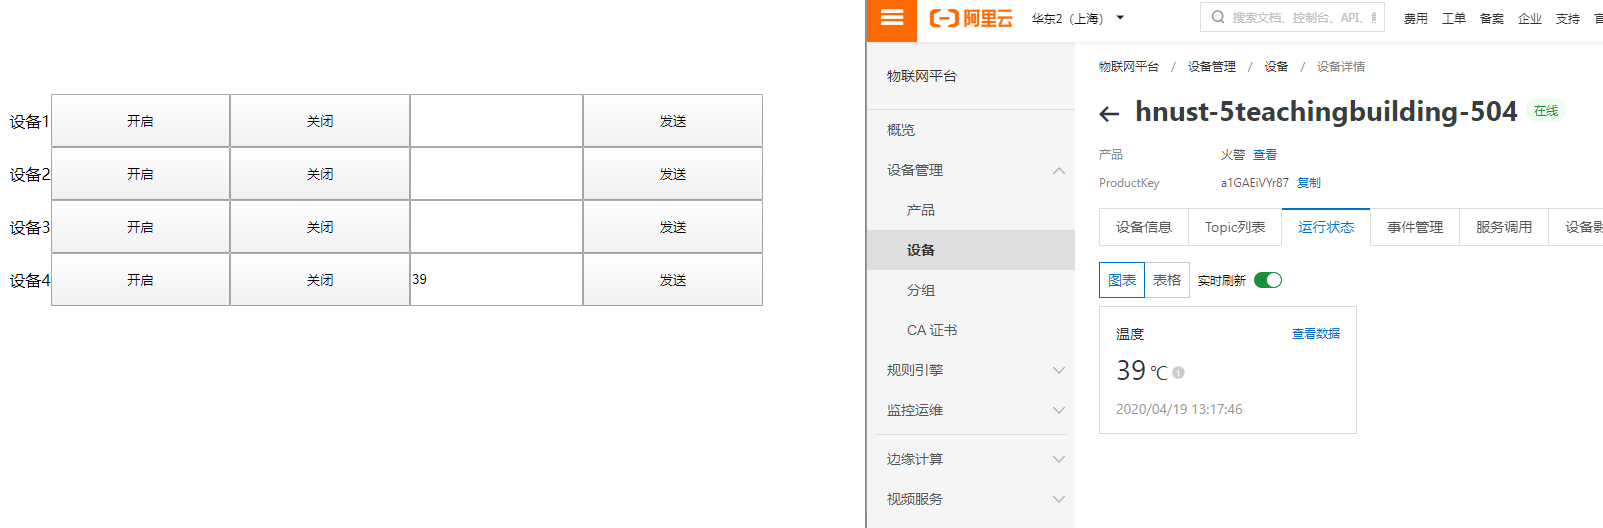 设备1 开启 关闭 发送
设备2 开启 关闭 发送
设备3 开启 关闭 发送
设备4 开启 关闭 39 发送
阿里云 华东2（上海） 搜索文档、控制台、API、 费用 工单 备案 企业 支持
物联网平台
概览
设备管理
产品
设备
分组
CA 证书
规则引擎
监控运维
边缘计算
视频服务
物联网平台 / 设备管理 / 设备 / 设备详情
hnust-5teachingbuilding-504 在线
产品 火警 查看
ProductKey a1GAEiVYr87 复制
设备信息 Topic列表 运行状态 事件管理 服务调用 设备
图表 表格 实时刷新
温度 查看数据
39 ℃
2020/04/19 13:17:46